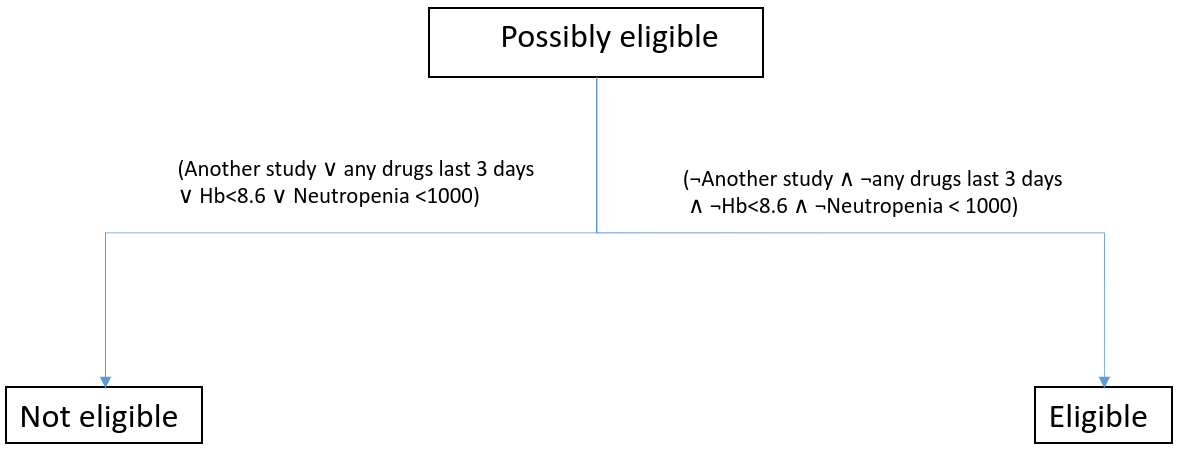 Possibly eligible
(Another study ∨ any drugs last 3 days
∨ Hb<8.6 ∨ Neutropenia <1000)
(¬Another study ∧ ¬any drugs last 3 days
∧ ¬Hb<8.6 ∧ ¬Neutropenia < 1000)
Not eligible
Eligible